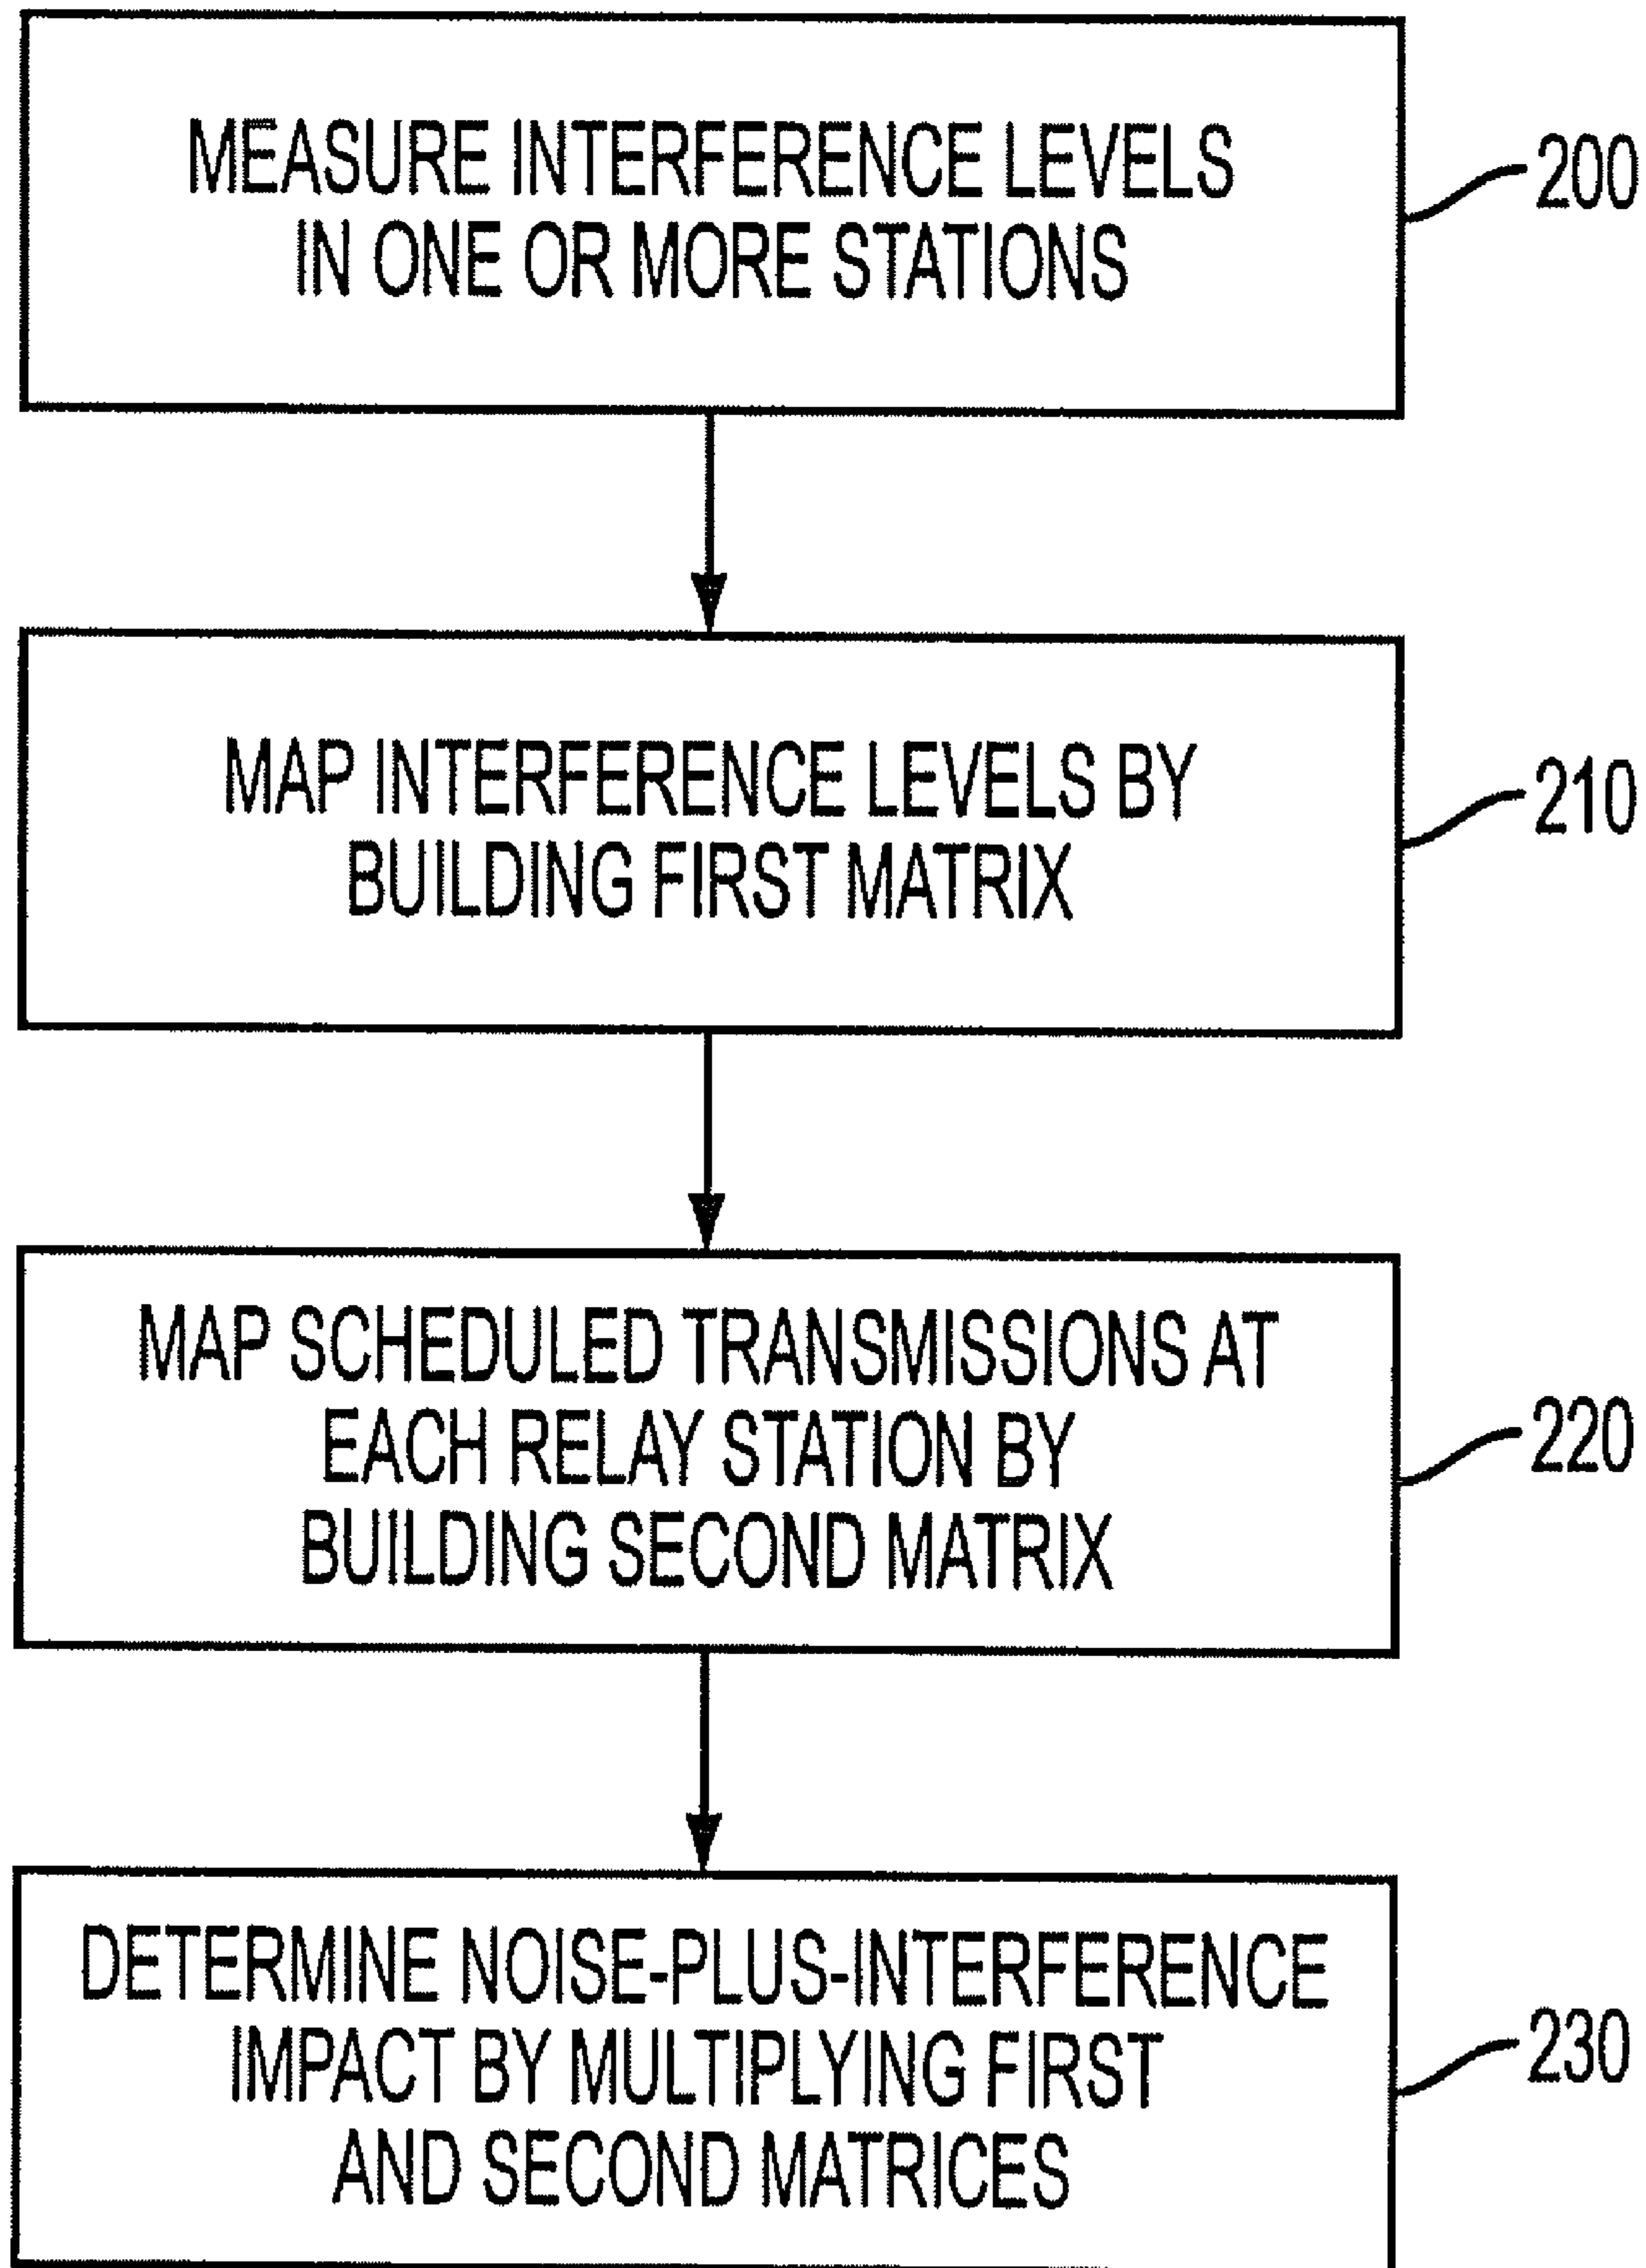 MEASURE INTERFERENCE LEVELS
IN ONE OR MORE STATIONS
200
MAP INTERFERENCE LEVELS BY
BUILDING FIRST MATRIX
210
MAP SCHEDULED TRANSMISSIONS AT
EACH RELAY STATION BY
BUILDING SECOND MATRIX
220
DETERMINE NOISE-PLUS-INTERFERENCE
IMPACT BY MULTIPLYING FIRST
AND SECOND MATRICES
230